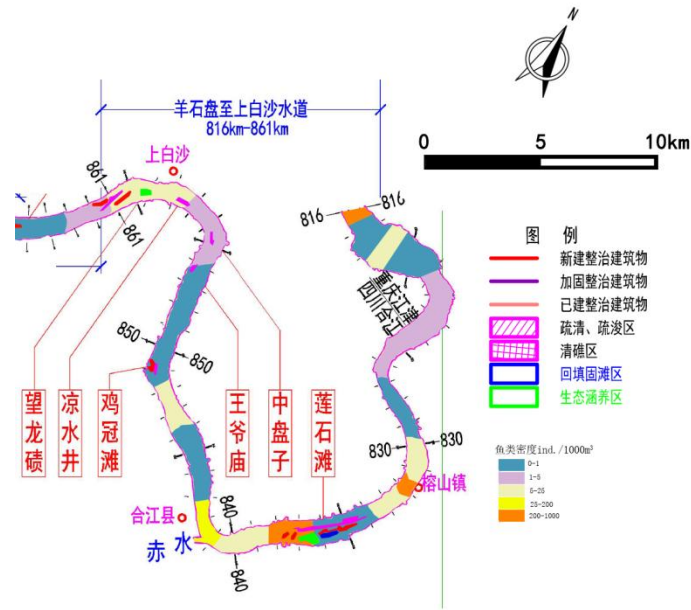 N
羊石盘至上白沙水道
816km-861km
0
5
10km
上白沙
861
861
816
816
重庆江津
四川合江
图 例
新建整治建筑物
加固整治建筑物
已建整治建筑物
疏清、疏浚区
清礁区
回填固滩区
生态涵养区
850
850
望龙碛
凉水井
鸡冠滩
王爷庙
中盘子
莲石滩
830
830
榕山镇
鱼类密度ind./1000m³
0-1
1-5
5-25
25-200
200-1000
合江县
赤水
840
840